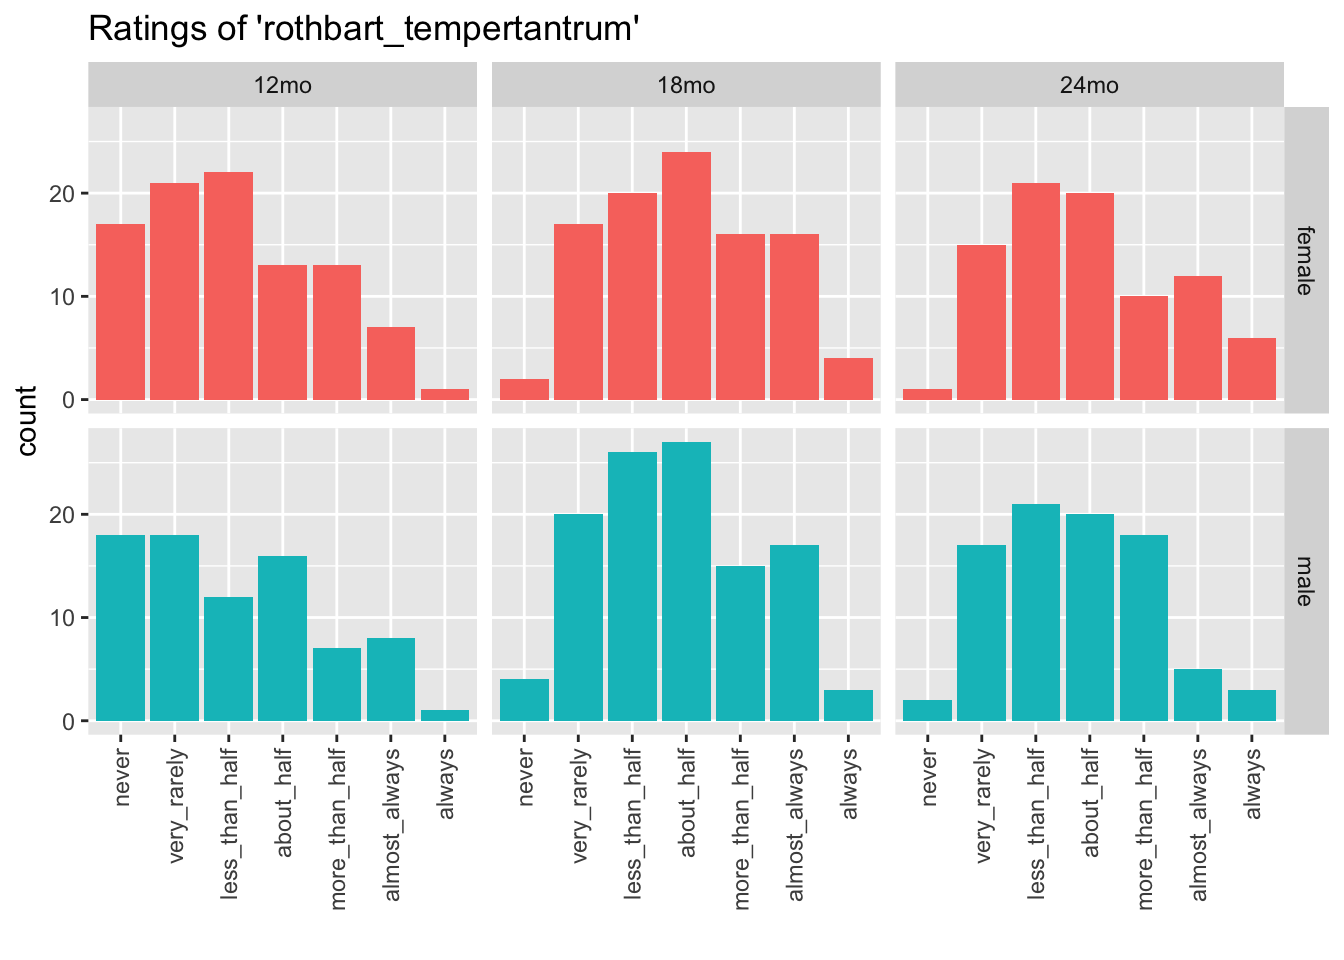 Ratings of 'rothbart_tempertantrum'
12mo
18mo
24mo
20
10
0
female
count
20
10
0
male
never
very_rarely
less_than_half
about_half
more_than_half
almost_always
always
never
very_rarely
less_than_half
about_half
more_than_half
almost_always
always
never
very_rarely
less_than_half
about_half
more_than_half
almost_always
always